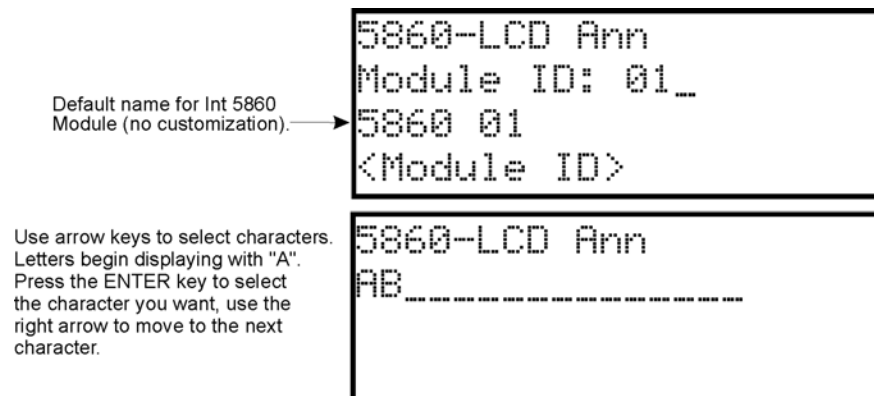 5860-LCD Ann
Module ID: 01_
Default name for Int 5860
Module (no customization).
5860 01
<Module ID>
Use arrow keys to select characters.
Letters begin displaying with "A".
Press the ENTER key to select
the character you want, use the
right arrow to move to the next
character.
5860-LCD Ann
AB______________